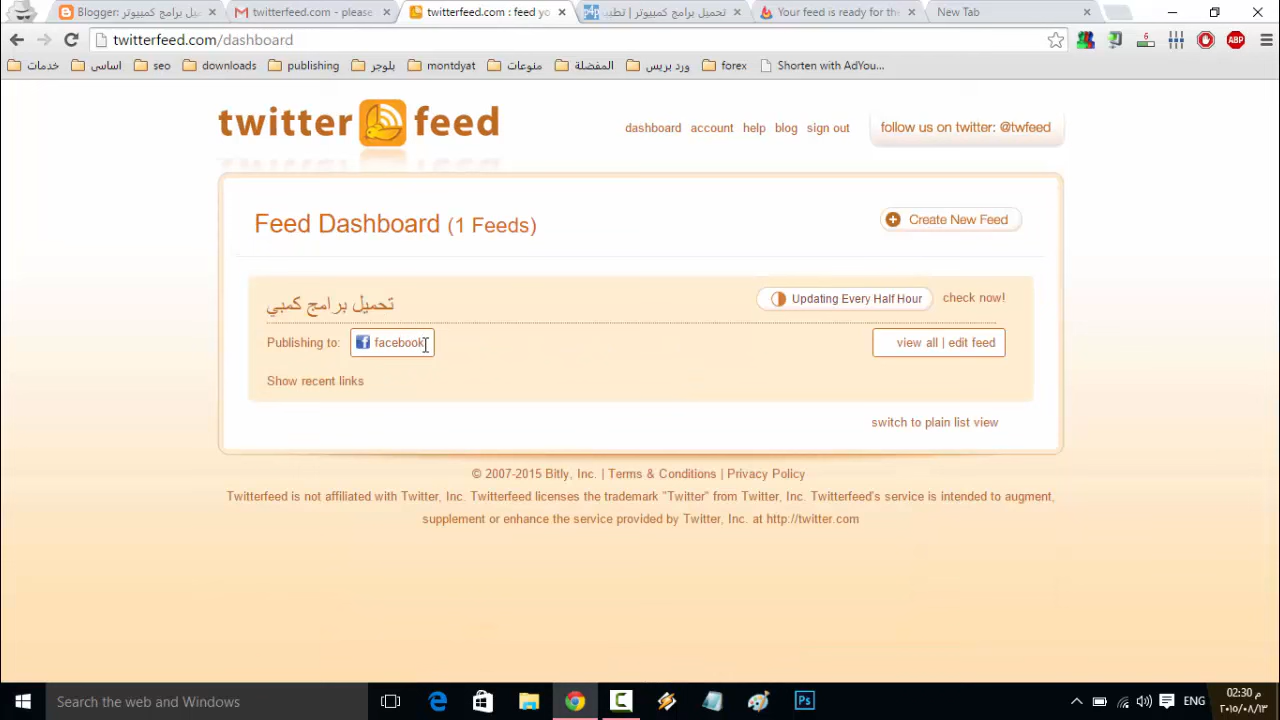 Blogger: تحميل برامج كمبيوتر
twitterfeed.com - please
twitterfeed.com : feed yo
تحميل برامج كمبيوتر | تطبي
Your feed is ready for the
New Tab
twitterfeed.com/dashboard
6
ABP
خدمات
اساسى
seo
downloads
publishing
بلوجر
montdyat
منوعات
المفضلة
ورد بريس
forex
Shorten with AdYou...
twitter feed
dashboard account help blog sign out
follow us on twitter: @twfeed
Feed Dashboard (1 Feeds)
Create New Feed
تحميل برامج كمبي
Updating Every Half Hour
check now!
Publishing to: facebook
view all | edit feed
Show recent links
switch to plain list view
© 2007-2015 Bitly, Inc. | Terms & Conditions | Privacy Policy
Twitterfeed is not affiliated with Twitter, Inc. Twitterfeed licenses the trademark "Twitter" from Twitter, Inc. Twitterfeed's service is intended to augment,
supplement or enhance the service provided by Twitter, Inc. at http://twitter.com
Search the web and Windows
Ps
ENG
02:30 م
٢٠١٥/٠٨/١٣